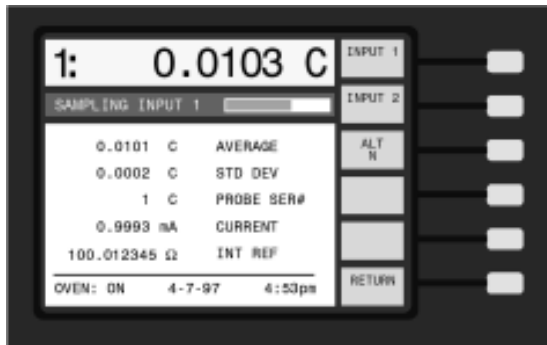 1: 0.0103 C
SAMPLING INPUT 1
0.0101 C AVERAGE
0.0002 C STD DEV
1 C PROBE SER#
0.9993 mA CURRENT
100.012345 Ω INT REF
OVEN: ON 4-7-97 4:53pm
INPUT 1
INPUT 2
ALT
N
RETURN